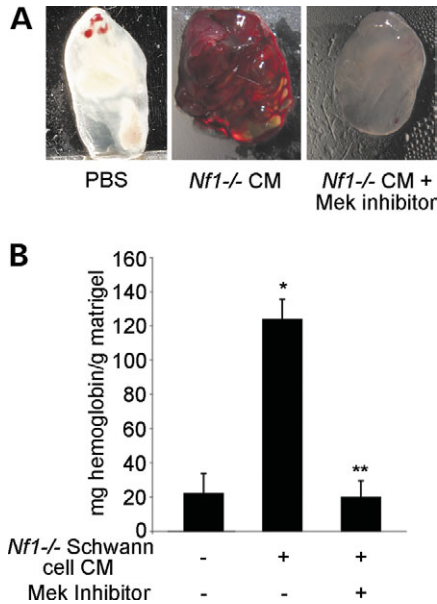 A
PBS
Nf1-/- CM
Nf1-/- CM +
Mek inhibitor
B
mg hemoglobin/g matrigel
160
140
120
100
80
60
40
20
0
*
**
Nf1-/- Schwann
cell CM
- + +
Mek Inhibitor
- - +